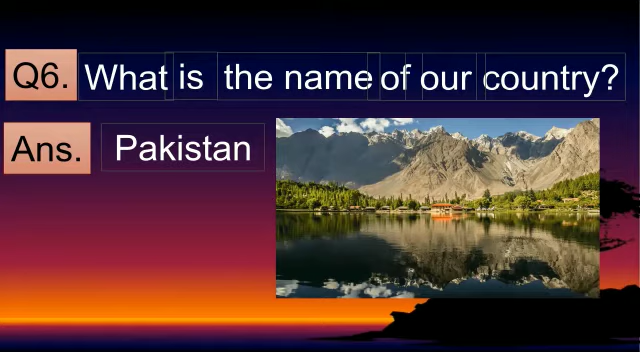 Q6. What is the name of our country?
Ans. Pakistan